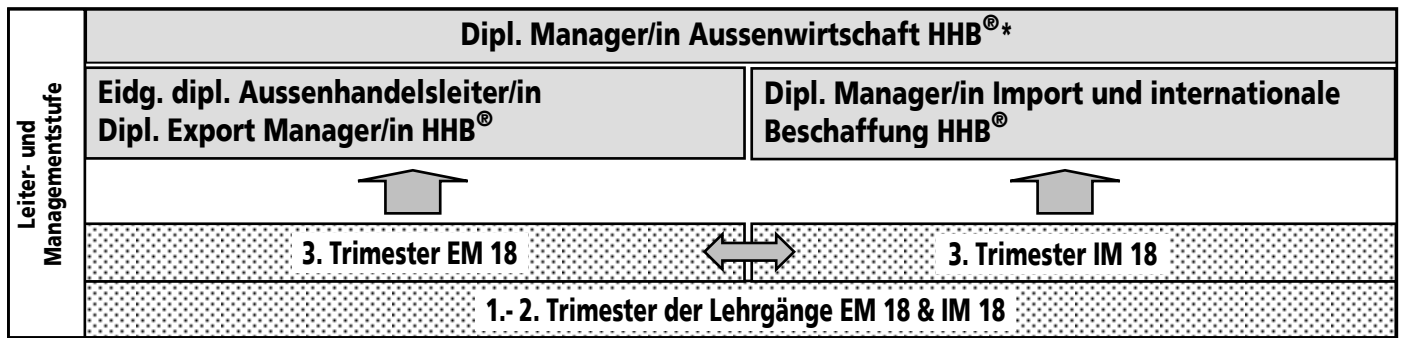 Leiter- und
Managementstufe
Dipl. Manager/in Aussenwirtschaft HHB®*
Eidg. dipl. Aussenhandelsleiter/in
Dipl. Export Manager/in HHB®
Dipl. Manager/in Import und internationale
Beschaffung HHB®
3. Trimester EM 18
3. Trimester IM 18
1.- 2. Trimester der Lehrgänge EM 18 & IM 18